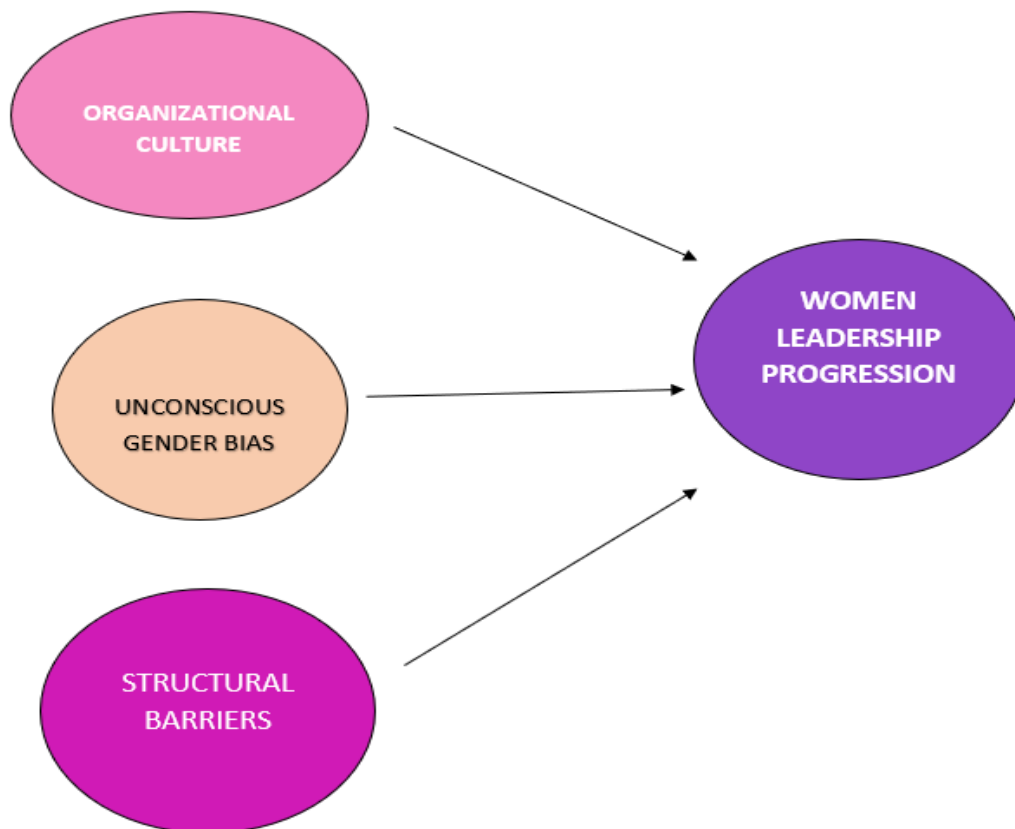 ORGANIZATIONAL
CULTURE
UNCONSCIOUS
GENDER BIAS
STRUCTURAL
BARRIERS
WOMEN
LEADERSHIP
PROGRESSION